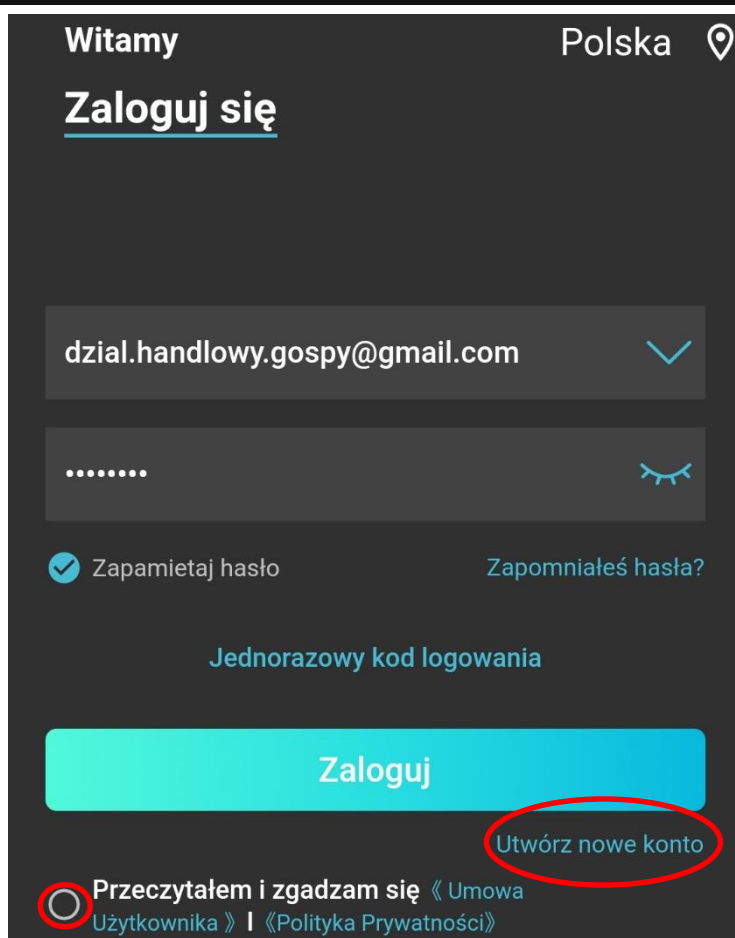 Witamy
Polska
Zaloguj się
dzial.handlowy.gospy@gmail.com
••••••••
Zapamietaj hasło
Zapomniałeś hasła?
Jednorazowy kod logowania
Zaloguj
Utwórz nowe konto
Przeczytałem i zgadzam się 《 Umowa
Użytkownika 》 | 《Polityka Prywatności》